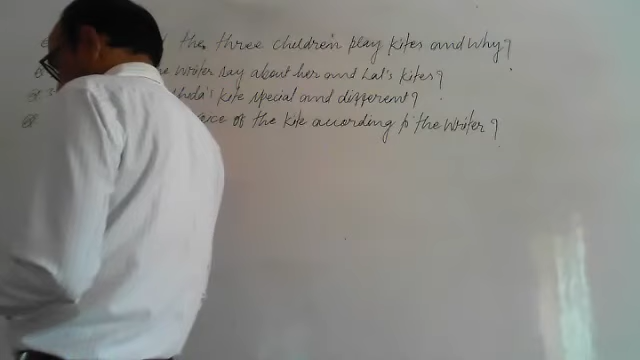 the three children play kites and why?
writer say about her and Lal's kites?
kite special and different?
of the kite according to the writer?